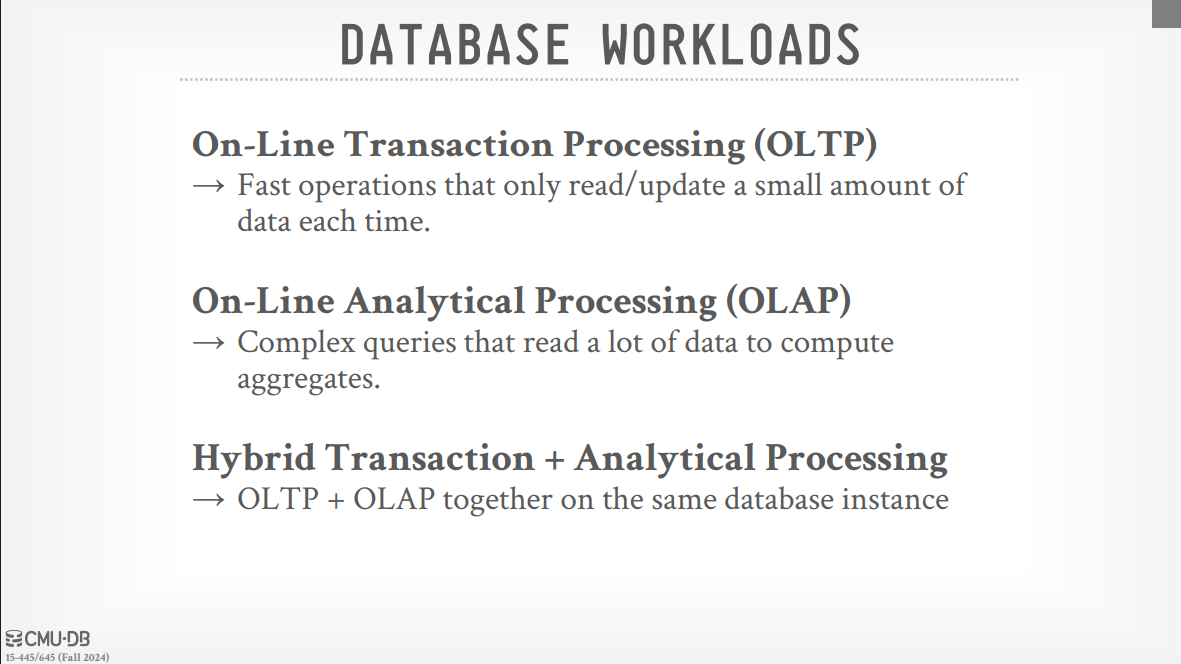 DATABASE WORKLOADS
On-Line Transaction Processing (OLTP)
→ Fast operations that only read/update a small amount of
data each time.
On-Line Analytical Processing (OLAP)
→ Complex queries that read a lot of data to compute
aggregates.
Hybrid Transaction + Analytical Processing
→ OLTP + OLAP together on the same database instance
CMU·DB
15-445/645 (Fall 2024)